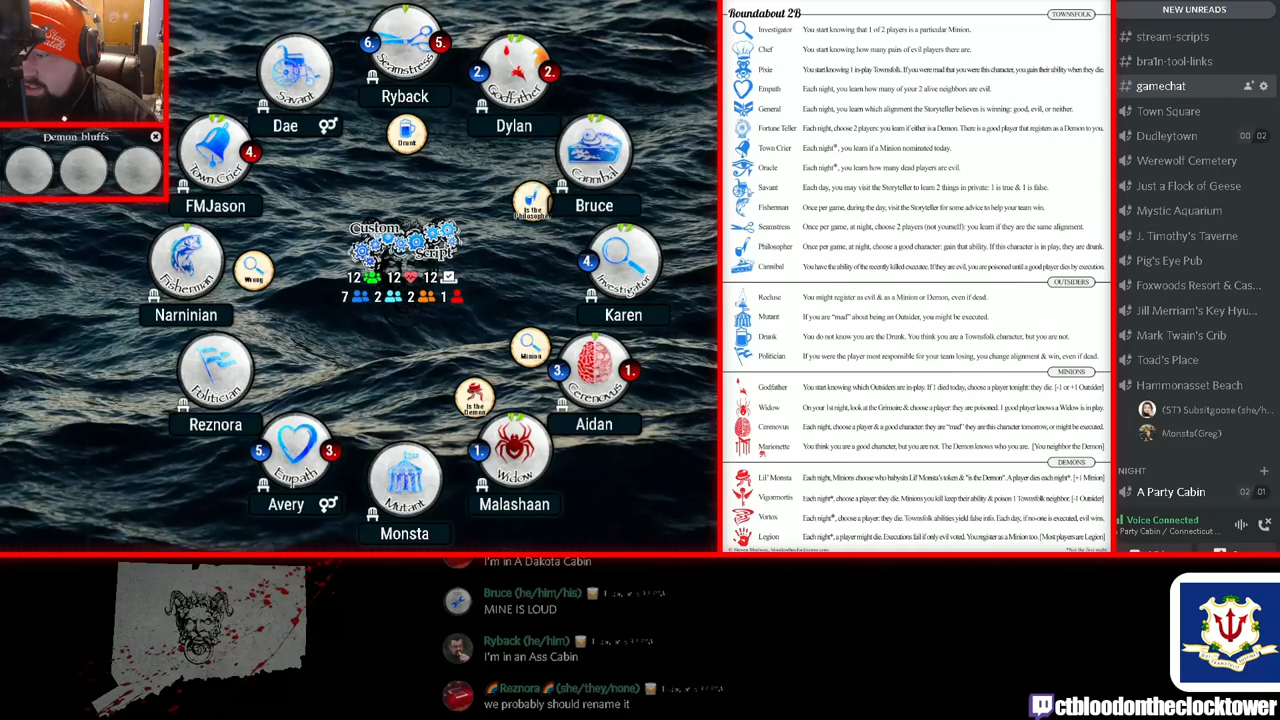 Stay
Demon bluffs
Savant
Dae
6.
5.
Seamstress
Ryback
Drunk
2.
2.
Godfather
Dylan
Town Crier
4.
FMJason
Cannibal
Bruce
Is the Philosopher
Custom Script
12 12 12
7 2 2 1
Fisherman
Narninian
Wrong
4.
Investigator
Karen
Minion
3.
1.
Cerenovus
Aidan
Politician
Reznora
Is the Demon
5.
3.
Empath
Avery
Mutant
Monsta
1.
Widow
Malashaan
Roundabout 2B
TOWNSFOLK
Investigator You start knowing that 1 of 2 players is a particular Minion.
Chef You start knowing how many pairs of evil players there are.
Pixie You start knowing 1 in-play Townsfolk. If you were mad that you were this character, you gain their ability when they die.
Empath Each night, you learn how many of your 2 alive neighbors are evil.
General Each night, you learn which alignment the Storyteller believes is winning: good, evil, or neither.
Fortune Teller Each night, choose 2 players: you learn if either is a Demon. There is a good player that registers as a Demon to you.
Town Crier Each night*, you learn if a Minion nominated today.
Oracle Each night*, you learn how many dead players are evil.
Savant Each day, you may visit the Storyteller to learn 2 things in private: 1 is true & 1 is false.
Fisherman Once per game, during the day, visit the Storyteller for some advice to help your team win.
Seamstress Once per game, at night, choose 2 players (not yourself): you learn if they are the same alignment.
Philosopher Once per game, at night, choose a good character: gain that ability. If this character is in play, they are drunk.
Cannibal You have the ability of the recently killed executee. If they are evil, you are poisoned until a good player dies by execution.
OUTSIDERS
Recluse You might register as evil & as a Minion or Demon, even if dead.
Mutant If you are “mad” about being an Outsider, you might be executed.
Drunk You do not know you are the Drunk. You think you are a Townsfolk character, but you are not.
Politician If you were the player most responsible for your team losing, you change alignment & win, even if dead.
MINIONS
Godfather You start knowing which Outsiders are in-play. If 1 died today, choose a player tonight: they die. [-1 or +1 Outsider]
Widow On your 1st night, look at the Grimoire & choose a player: they are poisoned. 1 good player knows a Widow is in play.
Cerenovus Each night, choose a player & a good character: they are “mad” they are this character tomorrow, or might be executed.
Marionette You think you are a good character, but you are not. The Demon knows who you are. [You neighbor the Demon]
DEMONS
Lil' Monsta Each night, Minions choose who babysits Lil' Monsta's token & “is the Demon”. A player dies each night*. [+1 Minion]
Vigormortis Each night*, choose a player: they die. Minions you kill keep their ability & poison 1 Townsfolk neighbor. [-1 Outsider]
Vortox Each night*, choose a player: they die. Townsfolk abilities yield false info. Each day, if no-one is executed, evil wins.
Legion Each night*, a player might die. Executions fail if only evil voted. You register as a Minion too. [Most players are Legion]
*Not the first night
NEW UNREADS
stream-scripts
bra1n-tool-links
gamechat
Town Square
Dudleytown 00 02
Werewolf Cemetery
Just a Block of Geese
Mystic Aquarium
J. Timothy's Taverne
Pig's Eye Pub
Foxwoods Resort & Cas...
Jill Merriam's Key Hyu...
Mark Twain's Crib
Toad's Place
Hammonasset Beach
(ST) Subsitgoose (she/h...
Monsta(Greg)
NIGHT
A Party Cabin 02 01
Voice Connected
Party Cabin / Connecticut ...
I'm in A Dakota Cabin
Bruce (he/him/his)
MINE IS LOUD
Ryback (he/him)
I'm in an Ass Cabin
Reznora (she/they/none)
we probably should rename it
ctbloodontheclocktower